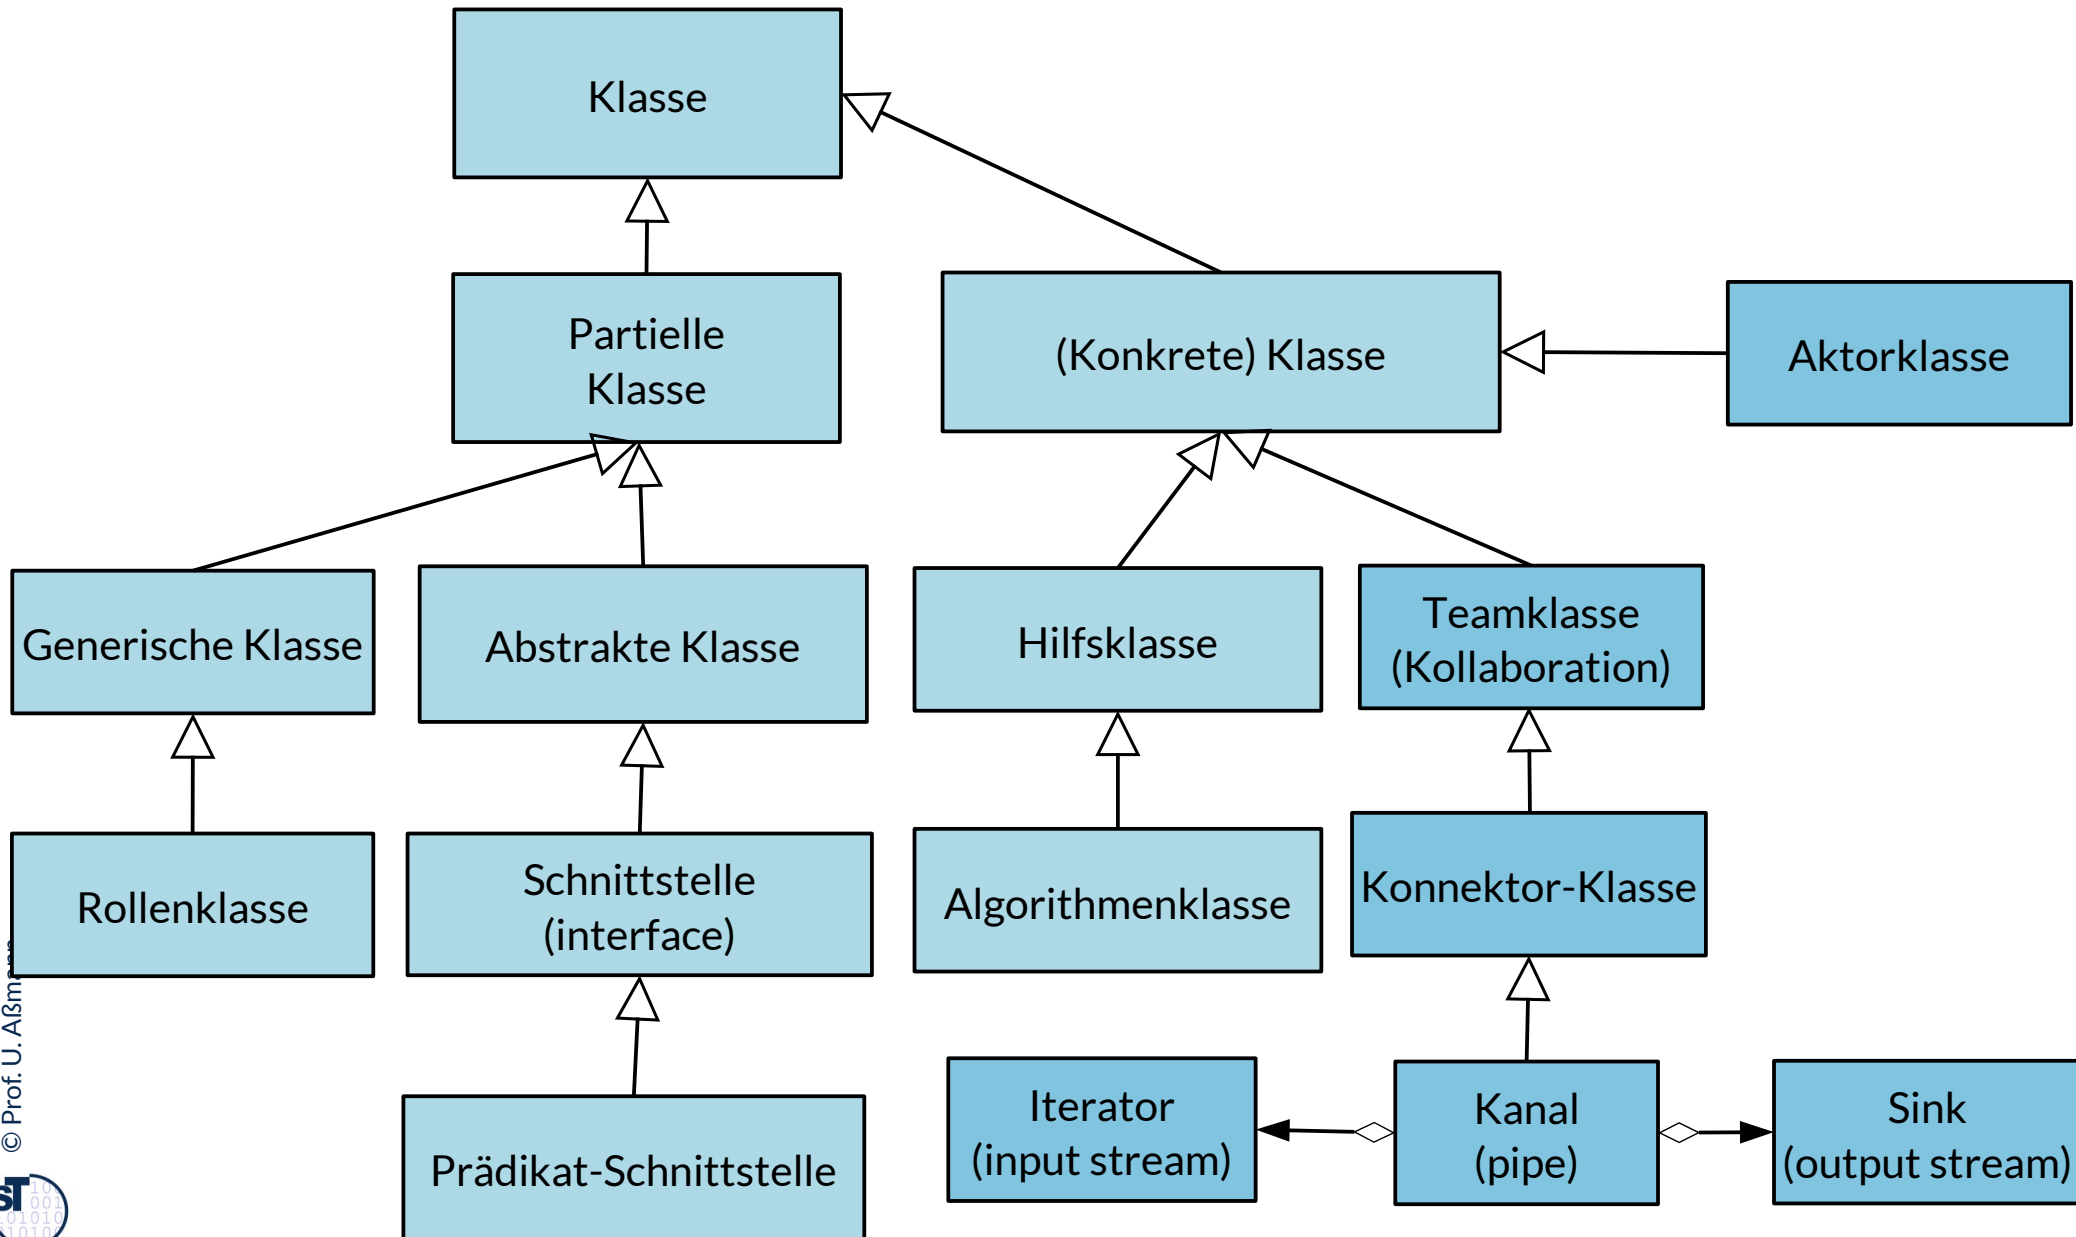 Klasse
Partielle
Klasse
(Konkrete) Klasse
Aktorklasse
Generische Klasse
Abstrakte Klasse
Hilfsklasse
Teamklasse
(Kollaboration)
Rollenklasse
Schnittstelle
(interface)
Algorithmenklasse
Konnektor-Klasse
Prädikat-Schnittstelle
Iterator
(input stream)
Kanal
(pipe)
Sink
(output stream)
© Prof. U. Aßmann